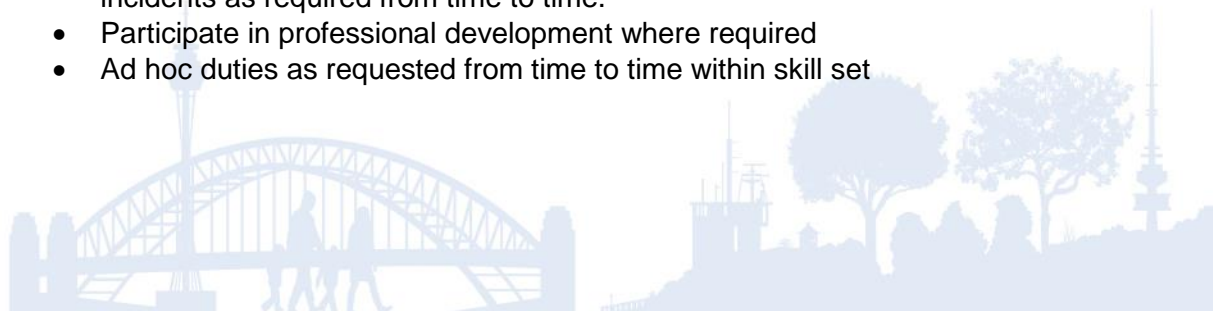 incidents as required from time to time.
• Participate in professional development where required
• Ad hoc duties as requested from time to time within skill set